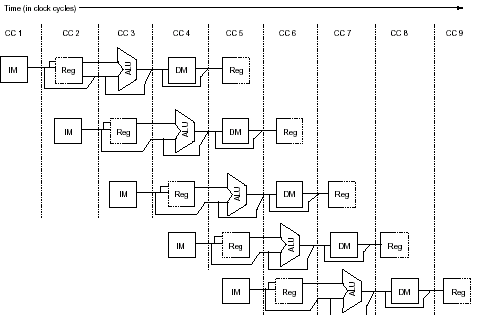 Time (in clock cycles)
CC 1 CC 2 CC 3 CC 4 CC 5 CC 6 CC 7 CC 8 CC 9
IM Reg ALU DM Reg
IM Reg ALU DM Reg
IM Reg ALU DM Reg
IM Reg ALU DM Reg
IM Reg ALU DM Reg